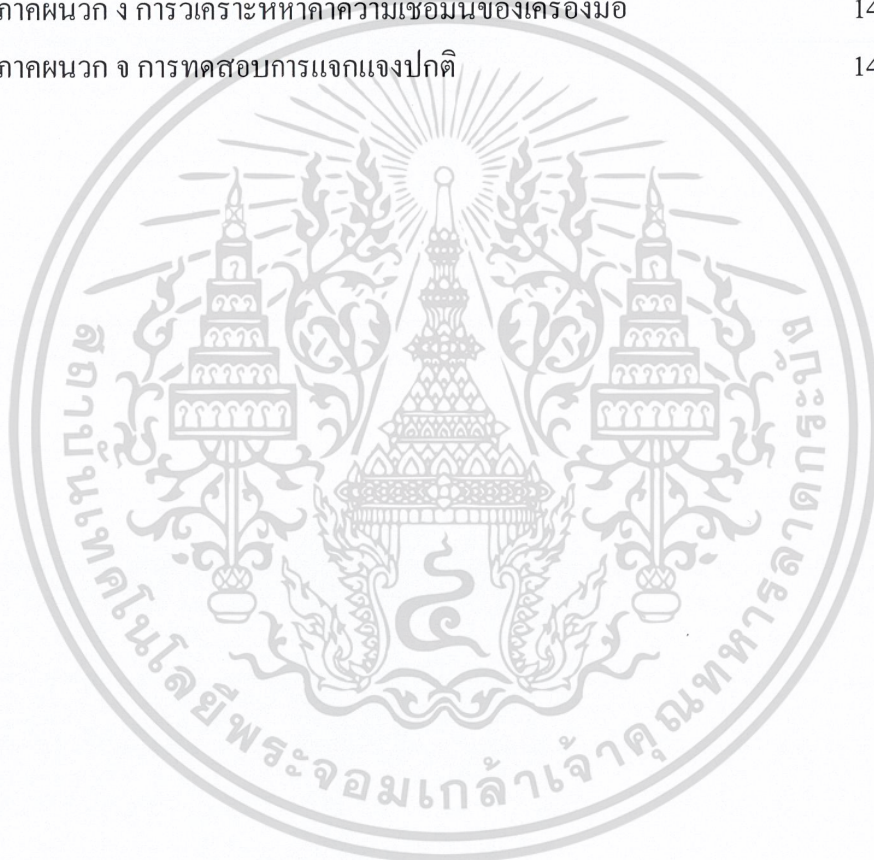 ภาคผนวก ง การวิเคราะห์หาค่าความเชื่อมั่นของเครื่องมือ 14
ภาคผนวก จ การทดสอบการแจกแจงปกติ 14
สถาบันเทคโนโลยีพระจอมเกล้าเจ้าคุณทหารลาดกระบัง
๔